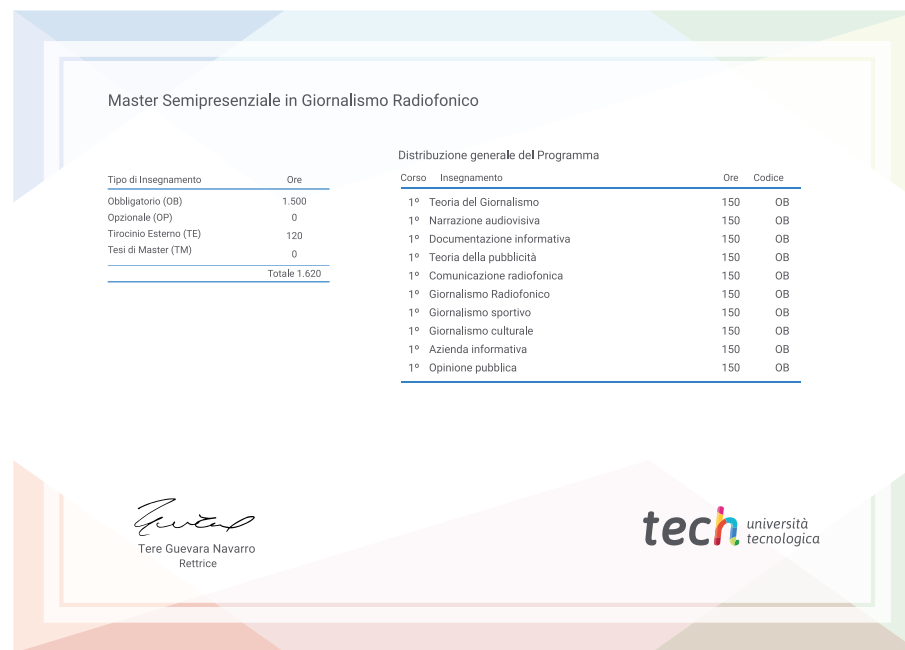 Master Semipresenziale in Giornalismo Radiofonico
Tipo di Insegnamento Ore
Obbligatorio (OB) 1.500
Opzionale (OP) 0
Tirocinio Esterno (TE) 120
Tesi di Master (TM) 0
Totale 1.620
Distribuzione generale del Programma
Corso Insegnamento Ore Codice
1º Teoria del Giornalismo 150 OB
1º Narrazione audiovisiva 150 OB
1º Documentazione informativa 150 OB
1º Teoria della pubblicità 150 OB
1º Comunicazione radiofonica 150 OB
1º Giornalismo Radiofonico 150 OB
1º Giornalismo sportivo 150 OB
1º Giornalismo culturale 150 OB
1º Azienda informativa 150 OB
1º Opinione pubblica 150 OB
Tere Guevara Navarro
Rettrice
tech università
tecnologica